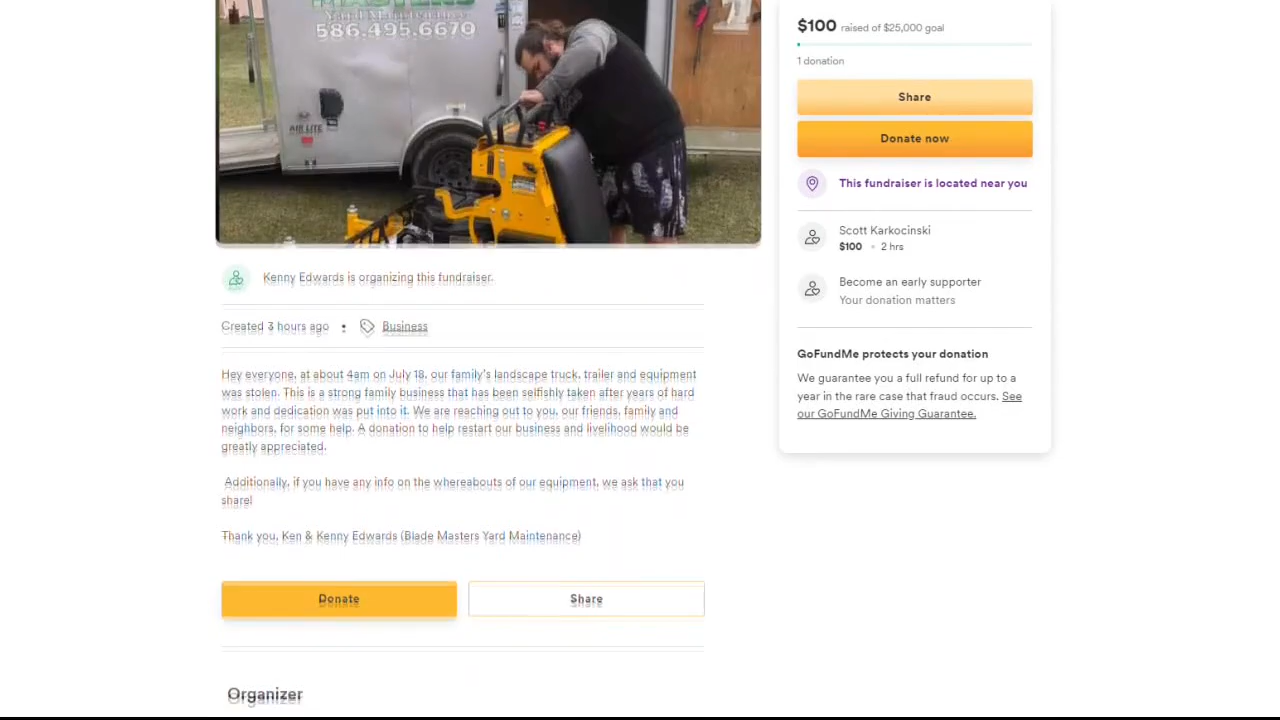 MASTERS
Yard Maintenance
586.495.6670
AIR LITE
Kenny Edwards is organizing this fundraiser.
Created 3 hours ago • Business
Hey everyone, at about 4am on July 18, our family's landscape truck, trailer and equipment
was stolen. This is a strong family business that has been selfishly taken after years of hard
work and dedication was put into it. We are reaching out to you, our friends, family and
neighbors, for some help. A donation to help restart our business and livelihood would be
greatly appreciated.
Additionally, if you have any info on the whereabouts of our equipment, we ask that you
share!
Thank you, Ken & Kenny Edwards (Blade Masters Yard Maintenance)
Donate
Share
Organizer
$100 raised of $25,000 goal
1 donation
Share
Donate now
This fundraiser is located near you
Scott Karkocinski
$100 • 2 hrs
Become an early supporter
Your donation matters
GoFundMe protects your donation
We guarantee you a full refund for up to a
year in the rare case that fraud occurs. See
our GoFundMe Giving Guarantee.